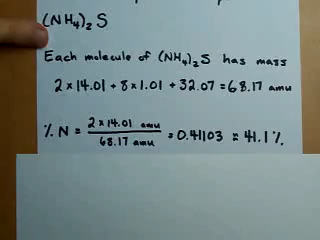 (NH₄)₂S
Each molecule of (NH₄)₂S has mass
2×14.01 + 8×1.01 + 32.07 = 68.17 amu
% N = 2×14.01 amu / 68.17 amu = 0.41103 ≈ 41.1%